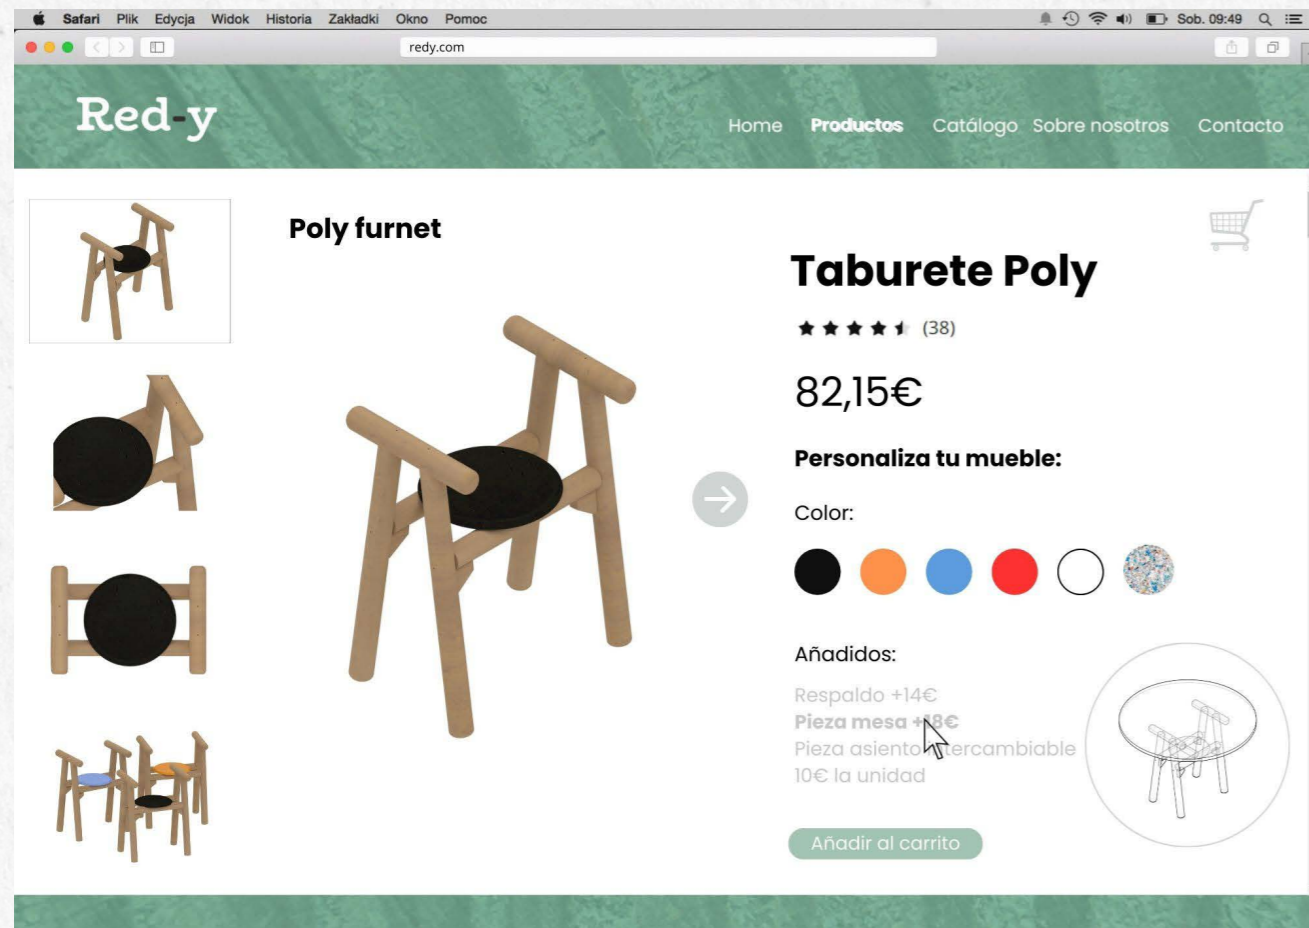 Safari Plik Edycja Widok Historia Zakładki Okno Pomoc
Sob. 09:49
redy.com
Red-y
Home Productos Catálogo Sobre nosotros Contacto
Poly furnet
Taburete Poly
(38)
82,15€
Personaliza tu mueble:
Color:
Añadidos:
Respaldo +14€
Pieza mesa +18€
Pieza asiento intercambiable
10€ la unidad
Añadir al carrito